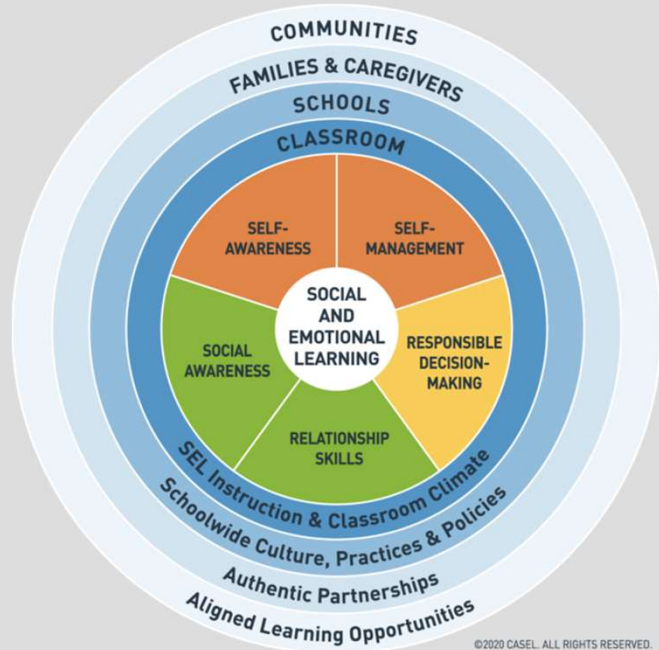 COMMUNITIES
FAMILIES & CAREGIVERS
SCHOOLS
CLASSROOM
SELF-
AWARENESS
SELF-
MANAGEMENT
SOCIAL
AND
EMOTIONAL
LEARNING
SOCIAL
AWARENESS
RESPONSIBLE
DECISION-
MAKING
RELATIONSHIP
SKILLS
SEL Instruction & Classroom Climate
Schoolwide Culture, Practices & Policies
Authentic Partnerships
Aligned Learning Opportunities
©2020 CASEL. ALL RIGHTS RESERVED.